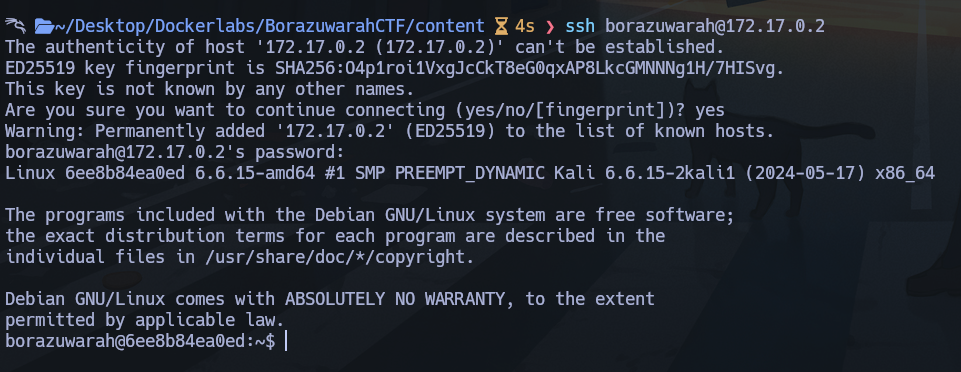 ~/Desktop/Dockerlabs/BorazuwarahCTF/content 4s ❯ ssh borazuwarah@172.17.0.2
The authenticity of host '172.17.0.2 (172.17.0.2)' can't be established.
ED25519 key fingerprint is SHA256:O4p1roi1VxgJcCkT8eG0qxAP8LkcGMNNNg1H/7HISvg.
This key is not known by any other names.
Are you sure you want to continue connecting (yes/no/[fingerprint])? yes
Warning: Permanently added '172.17.0.2' (ED25519) to the list of known hosts.
borazuwarah@172.17.0.2's password:
Linux 6ee8b84ea0ed 6.6.15-amd64 #1 SMP PREEMPT_DYNAMIC Kali 6.6.15-2kali1 (2024-05-17) x86_64

The programs included with the Debian GNU/Linux system are free software;
the exact distribution terms for each program are described in the
individual files in /usr/share/doc/*/copyright.

Debian GNU/Linux comes with ABSOLUTELY NO WARRANTY, to the extent
permitted by applicable law.
borazuwarah@6ee8b84ea0ed:~$